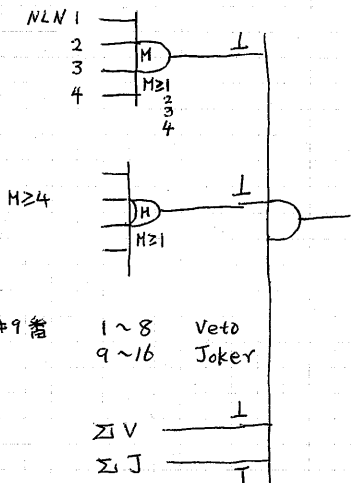 NLN 1
2
3
4
M
M≥1
2
3
4
M≥4
M
M≥1
#9番 1~8 Veto
9~16 Joker
ΣV
ΣJ